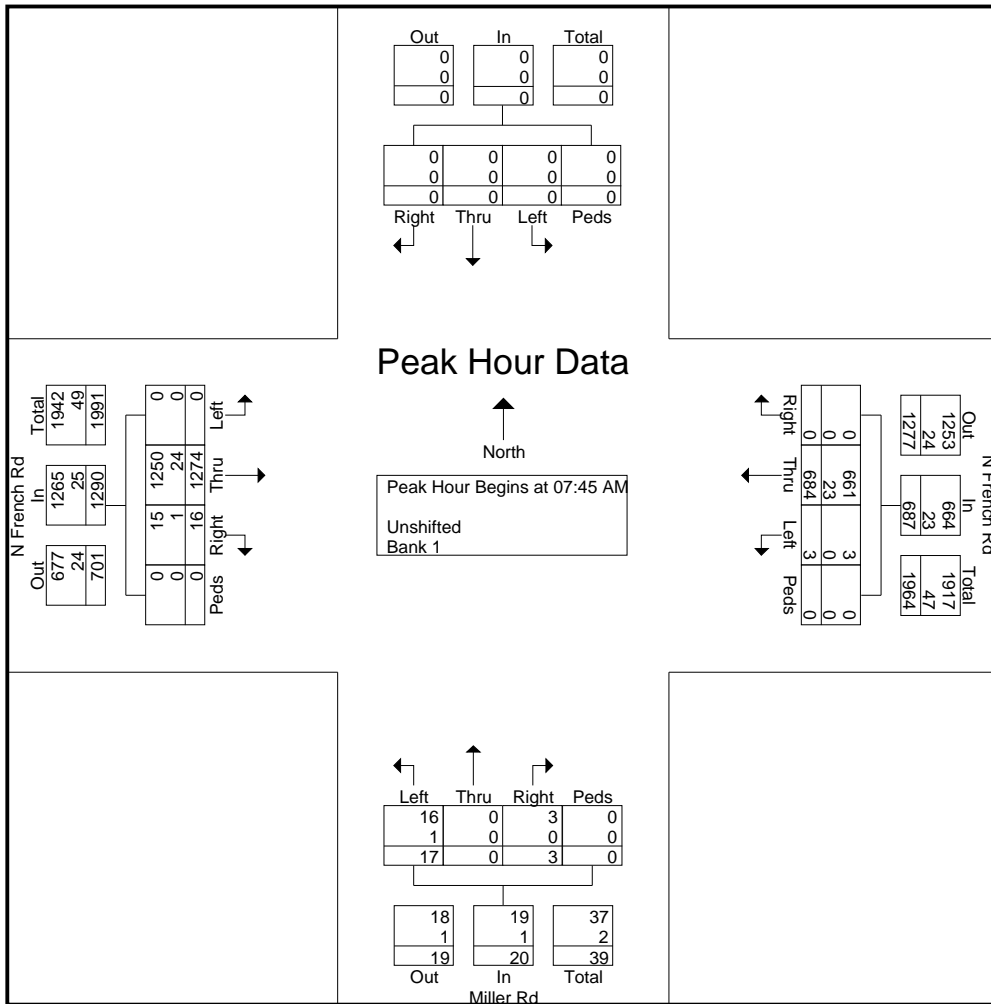 Out In Total
0 0 0
0 0 0
0 0 0
0 0 0 0
0 0 0 0
0 0 0 0
Right Thru Left Peds
Peak Hour Data
North
Peak Hour Begins at 07:45 AM
Unshifted
Bank 1
N French Rd
Out In Total
677 1265 1942
24 25 49
701 1290 1991
Peds Right Thru Left
0 15 1250 0
0 1 24 0
0 16 1274 0
N French Rd
Out In Total
1253 664 1917
24 23 47
1277 687 1964
Right Thru Left Peds
0 661 3 0
0 23 0 0
0 684 3 0
Left Thru Right Peds
16 0 3 0
1 0 0 0
17 0 3 0
18 19 37
1 1 2
19 20 39
Out In Total
Miller Rd